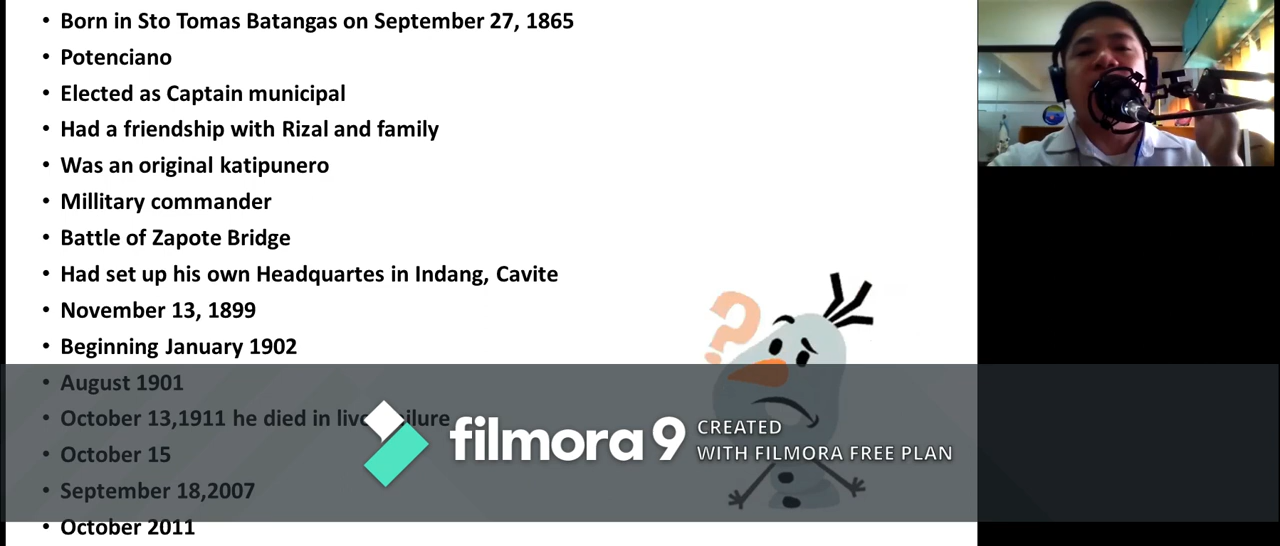 • Born in Sto Tomas Batangas on September 27, 1865
• Potenciano
• Elected as Captain municipal
• Had a friendship with Rizal and family
• Was an original katipunero
• Millitary commander
• Battle of Zapote Bridge
• Had set up his own Headquartes in Indang, Cavite
• November 13, 1899
• Beginning January 1902
• August 1901
• October 13,1911 he died in
• October 15
• September 18,2007
• October 2011
filmora 9
CREATED
WITH FILMORA FREE PLAN
?